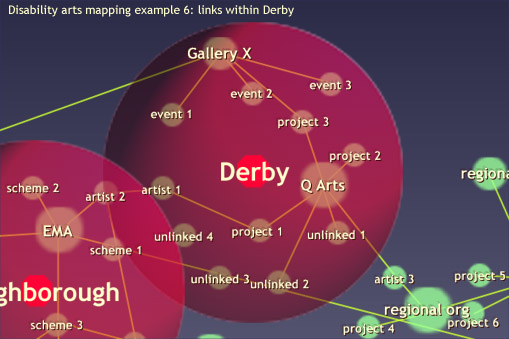 Disability arts mapping example 6: links within Derby
Gallery X
event 3
event 2
event 1
project 3
project 2
Derby
regiona
Q Arts
scheme 2
artist 1
artist 2
EMA
project 1
unlinked 1
unlinked 4
scheme 1
unlinked 3
unlinked 2
artist 3
project 5
ghborough
regional org
scheme 3
project 4
project 6